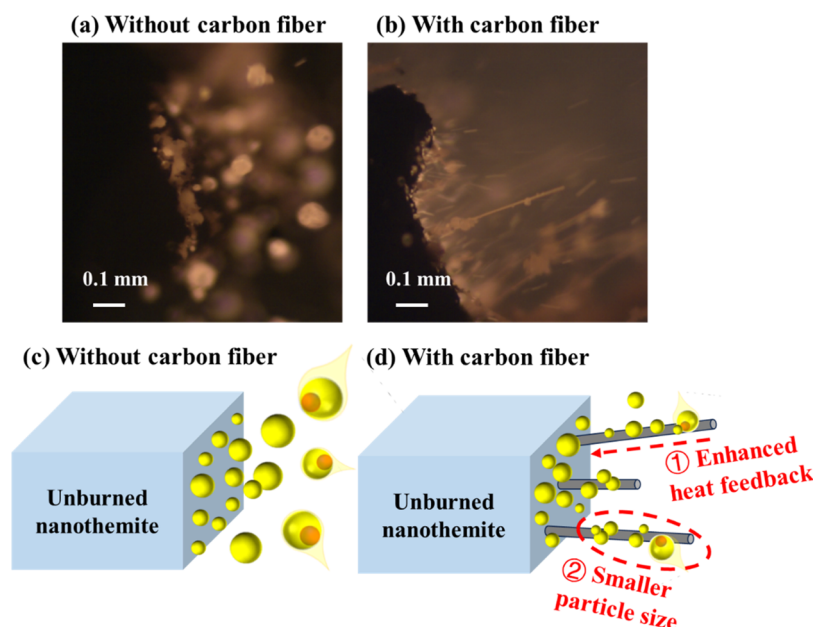 (a) Without carbon fiber
(b) With carbon fiber
0.1 mm
0.1 mm
(c) Without carbon fiber
(d) With carbon fiber
Unburned
nanothemite
Unburned
nanothemite
① Enhanced
heat feedback
② Smaller
particle size